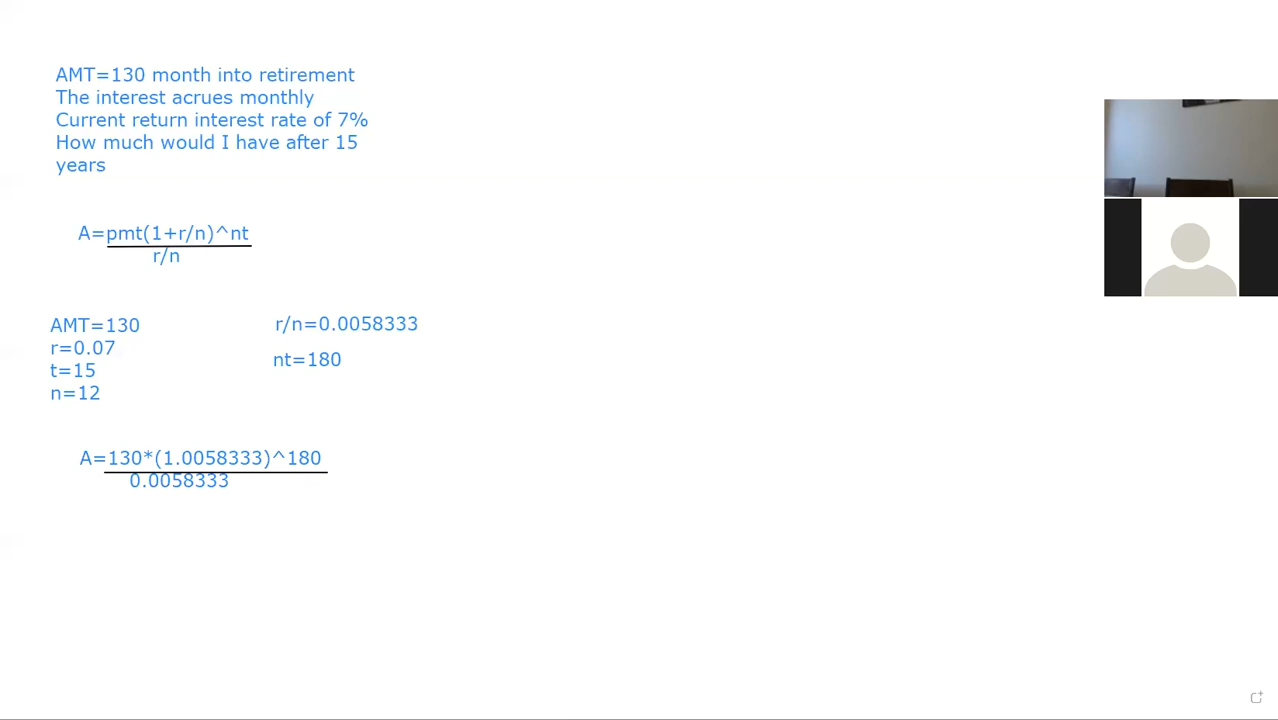 AMT=130 month into retirement
The interest accrues monthly
Current return interest rate of 7%
How much would I have after 15
years
A=pmt(1+r/n)^nt
r/n
AMT=130
r=0.07
t=15
n=12
r/n=0.0058333
nt=180
A=130*(1.0058333)^180
0.0058333